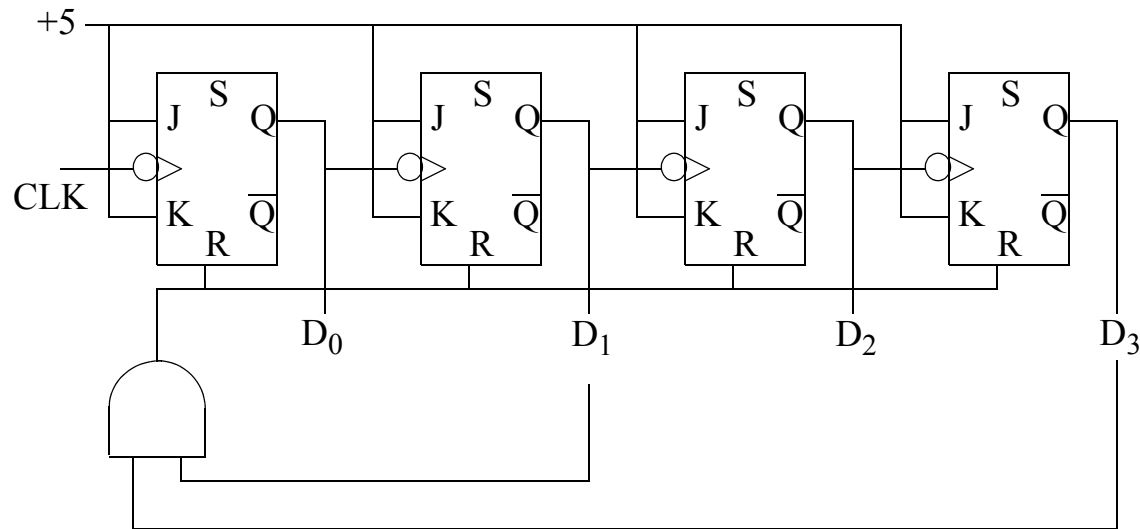 +5
S S S S
J Q J Q J Q J Q
CLK
K Q̅ K Q̅ K Q̅ K Q̅
R R R R
D₀ D₁ D₂ D₃